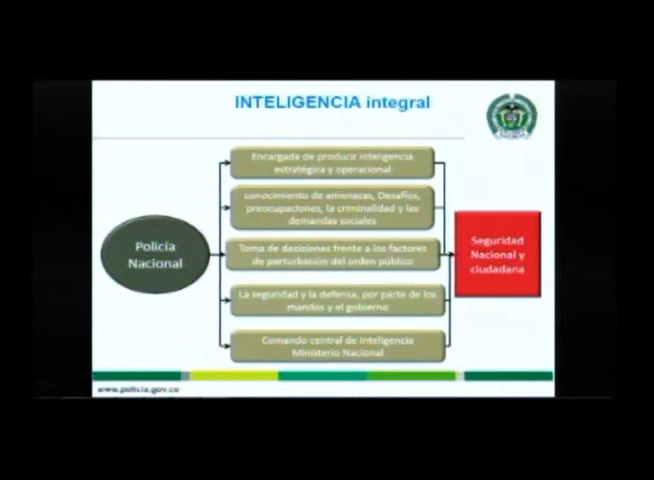 INTELIGENCIA integral
Encargada de producir inteligencia
estratégica y operacional
conocimiento de amenazas, Desafíos,
preocupaciones, la criminalidad y las
demandas sociales
Policía
Nacional
Toma de decisiones frente a los factores
de perturbación del orden público
Seguridad
Nacional y
ciudadana
La seguridad y la defensa, por parte de los
mandos y el gobierno
Comando central de Inteligencia
Ministerio Nacional
www.policia.gov.co